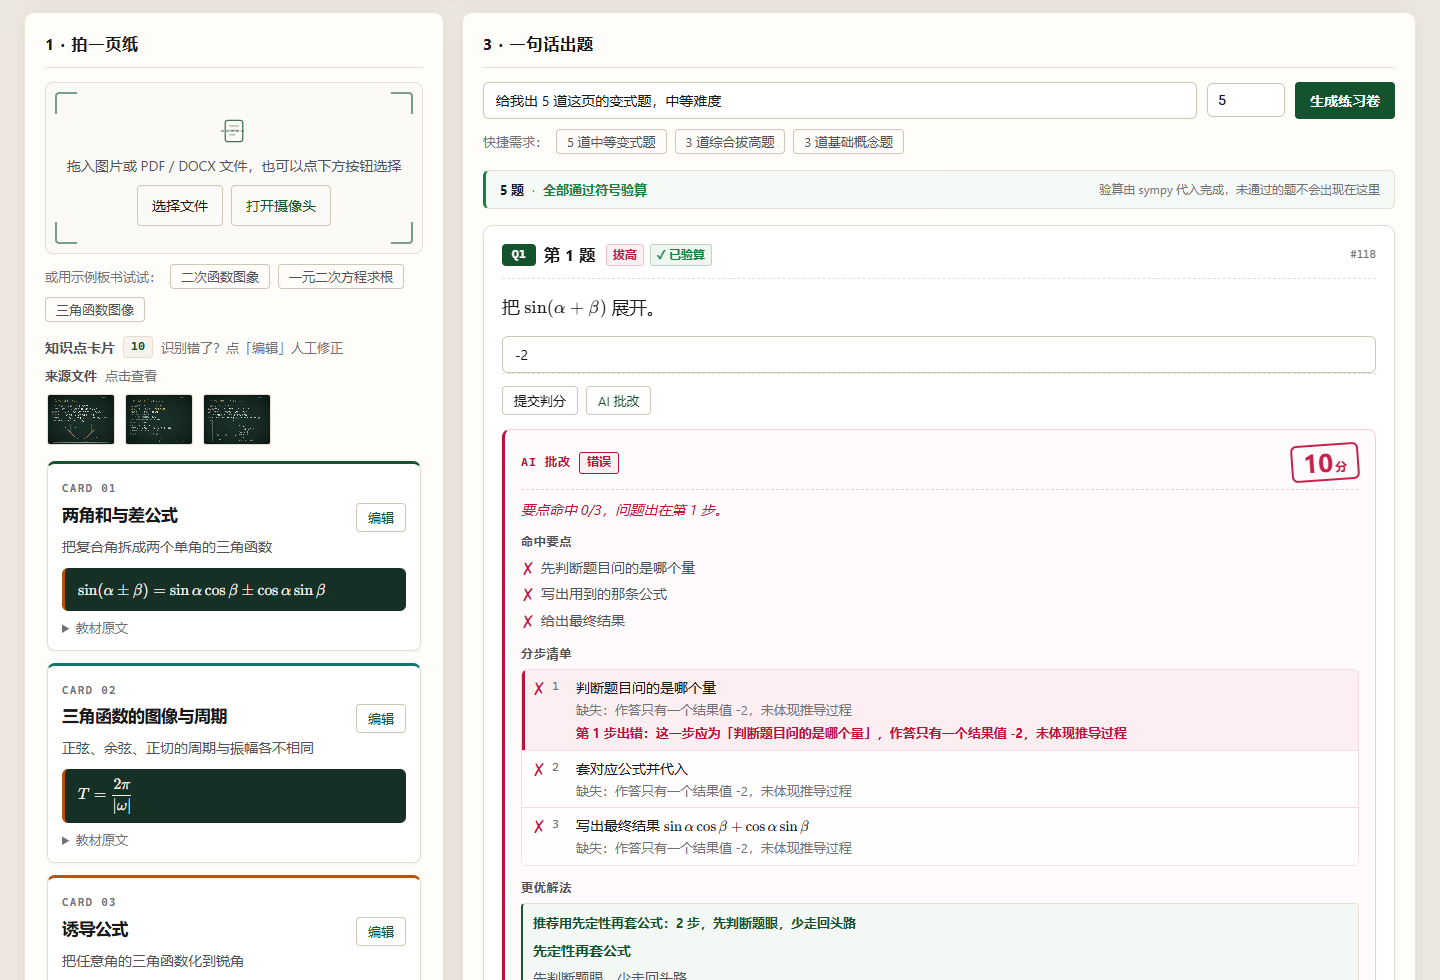 1 · 拍一页纸
拖入图片或 PDF / DOCX 文件，也可以点下方按钮选择
选择文件
打开摄像头
或用示例板书试试：
二次函数图象
一元二次方程求根
三角函数图像
知识点卡片 10 识别错了？点「编辑」人工修正
来源文件 点击查看
CARD 01
两角和与差公式
编辑
把复合角拆成两个单角的三角函数
sin(α ± β) = sin α cos β ± cos α sin β
▶ 教材原文
CARD 02
三角函数的图像与周期
编辑
正弦、余弦、正切的周期与振幅各不相同
T = 2π/|ω|
▶ 教材原文
CARD 03
诱导公式
编辑
把任意角的三角函数化到锐角
3 · 一句话出题
给我出 5 道这页的变式题，中等难度
5
生成练习卷
快捷需求：
5 道中等变式题
3 道综合拔高题
3 道基础概念题
5 题 · 全部通过符号验算
验算由 sympy 代入完成，未通过的题不会出现在这里
Q1 第 1 题 拔高 ✓ 已验算
#118
把 sin(α + β) 展开。
-2
提交判分
AI 批改
AI 批改 错误
10分
要点命中 0/3，问题出在第 1 步。
命中要点
✗ 先判断题目问的是哪个量
✗ 写出用到的那条公式
✗ 给出最终结果
分步清单
✗ 1 判断题目问的是哪个量
缺失：作答只有一个结果值 -2，未体现推导过程
第 1 步出错：这一步应为「判断题目问的是哪个量」，作答只有一个结果值 -2，未体现推导过程
✗ 2 套对应公式并代入
缺失：作答只有一个结果值 -2，未体现推导过程
✗ 3 写出最终结果 sin α cos β + cos α sin β
缺失：作答只有一个结果值 -2，未体现推导过程
更优解法
推荐用先定性再套公式：2 步，先判断题眼，少走回头路
先定性再套公式
先判断题眼，少走回头路